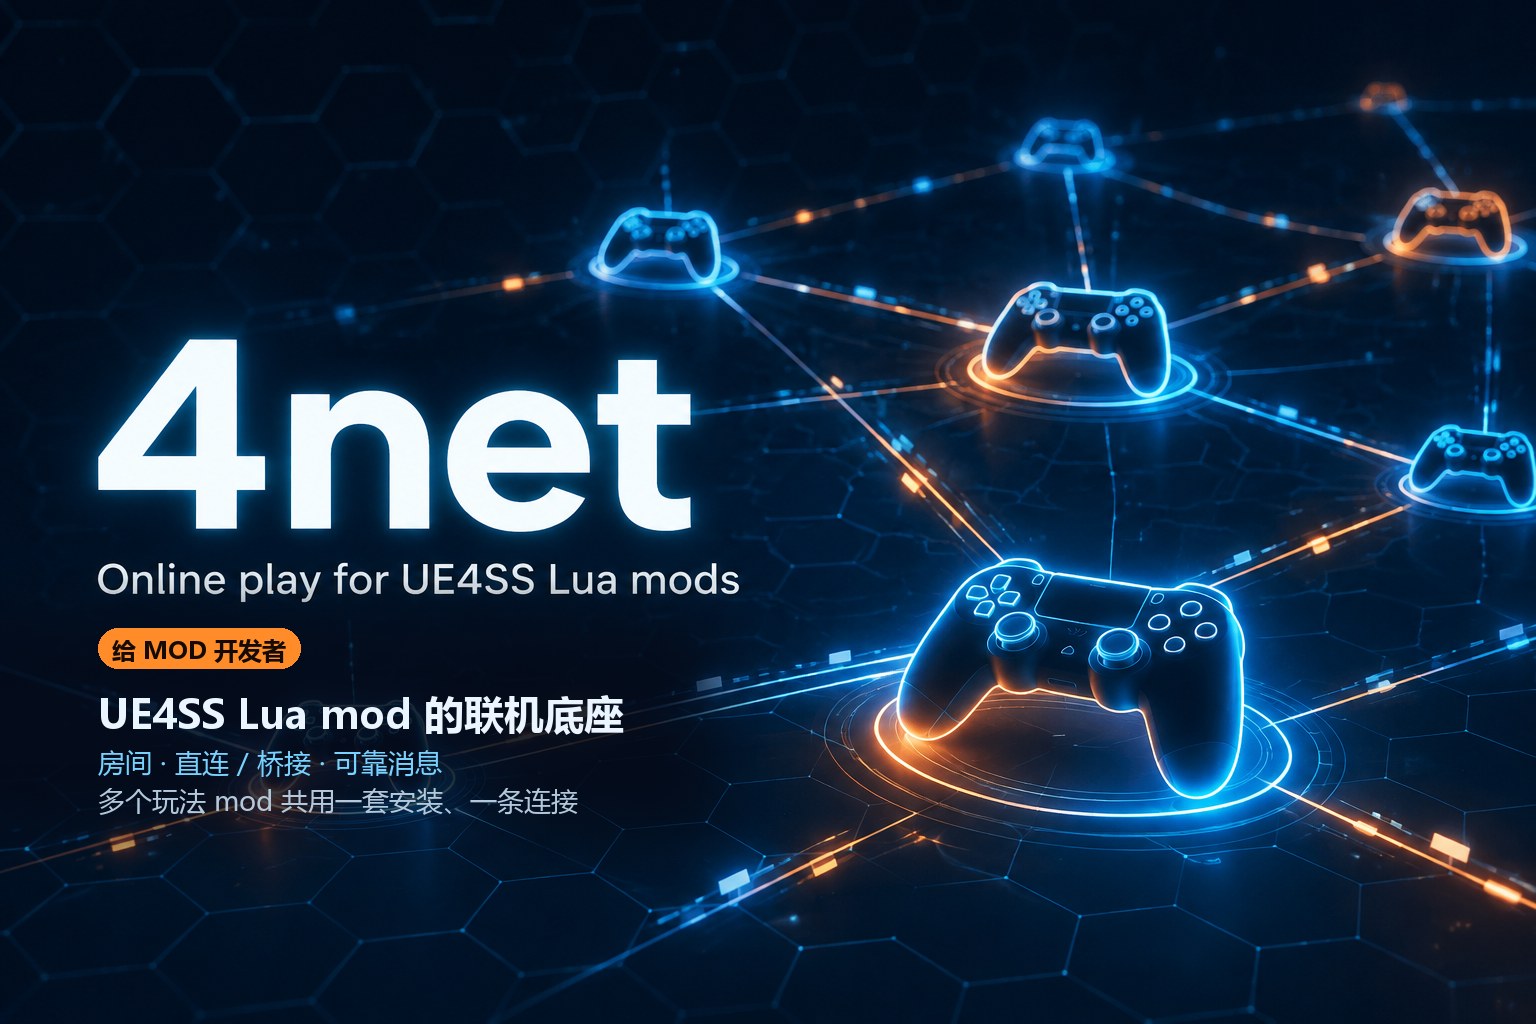 4net
Online play for UE4SS Lua mods
给 MOD 开发者
UE4SS Lua mod 的联机底座
房间 · 直连 / 桥接 · 可靠消息
多个玩法 mod 共用一套安装、一条连接